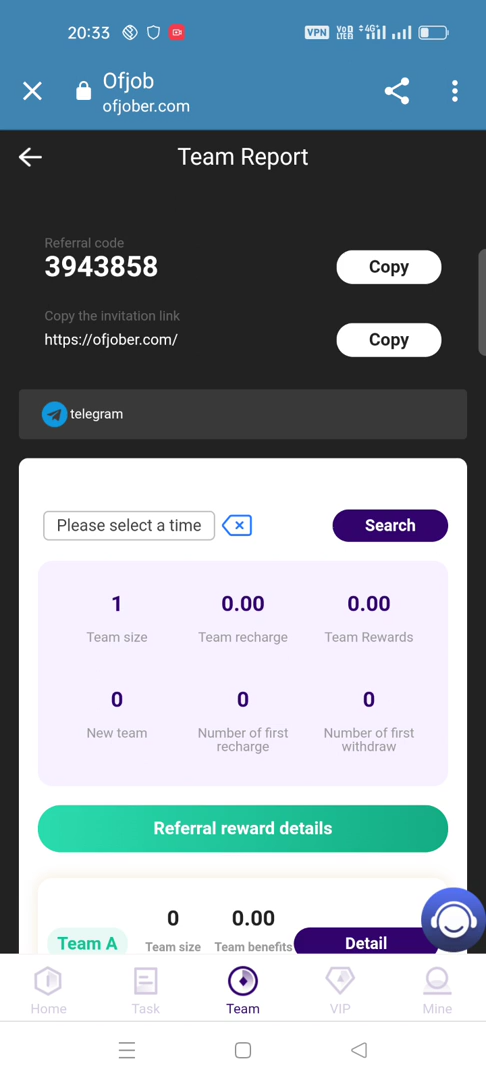 20:33
VPN VoD LTE2 4G+
Ofjob
ofjober.com
Team Report
Referral code
3943858
Copy
Copy the invitation link
https://ofjober.com/
Copy
telegram
Please select a time
Search
1
0.00
0.00
Team size
Team recharge
Team Rewards
0
0
0
New team
Number of first
recharge
Number of first
withdraw
Referral reward details
0
0.00
Team A
Team size
Team benefits
Detail
Home
Task
Team
VIP
Mine